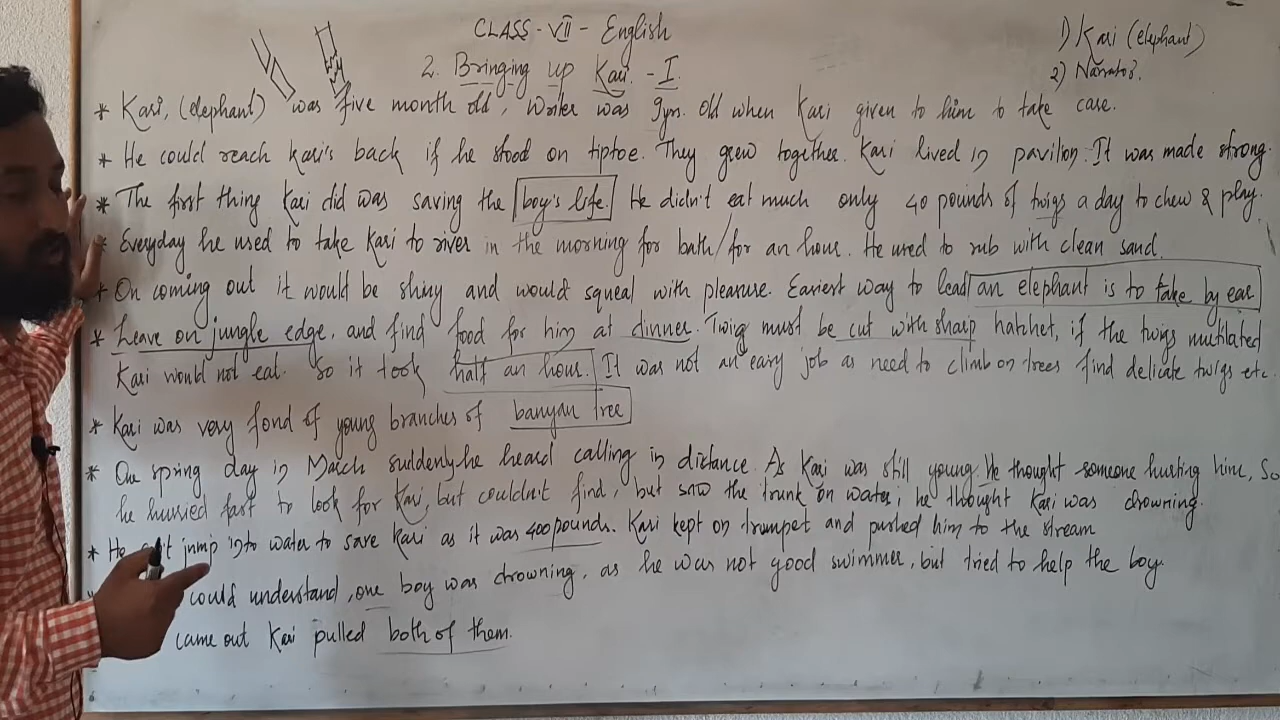 CLASS - VII - English
1) Kari (elephant)
2. Bringing up Kari. - I
2) Narrator.
* Kari, (elephant) was five month old, Writer was 9yrs. old when Kari given to him to take care.
* He could reach Kari's back if he stood on tiptoe. They grew together. Kari lived in pavilion. It was made strong.
* The first thing Kari did was saving the boy's life. He didn't eat much only 40 pounds of twigs a day to chew & play.
* Everyday he used to take Kari to river in the morning for bath/for an hour. He used to rub with clean sand.
* On coming out it would be shiny and would squeal with pleasure. Easiest way to lead an elephant is to take by ear
* Leave on jungle edge, and find food for him at dinner. Twig must be cut with sharp hatchet, if the twigs mutilated
Kari would not eat. So it took half an hour. It was not an easy job as need to climb on trees find delicate twigs etc.
* Kari was very fond of young branches of banyan tree
* One spring day in March suddenly he heard calling in distance. As Kari was still young. He thought someone hurting him, So
he hurried fast to look for Kari, but couldn't find, but saw the trunk on water, he thought Kari was drowning.
* He jump into water to save Kari as it was 400 pounds. Kari kept on trumpet and pushed him to the stream
could understand, one boy was drowning, as he was not good swimmer, but tried to help the boy.
came out Kari pulled both of them.